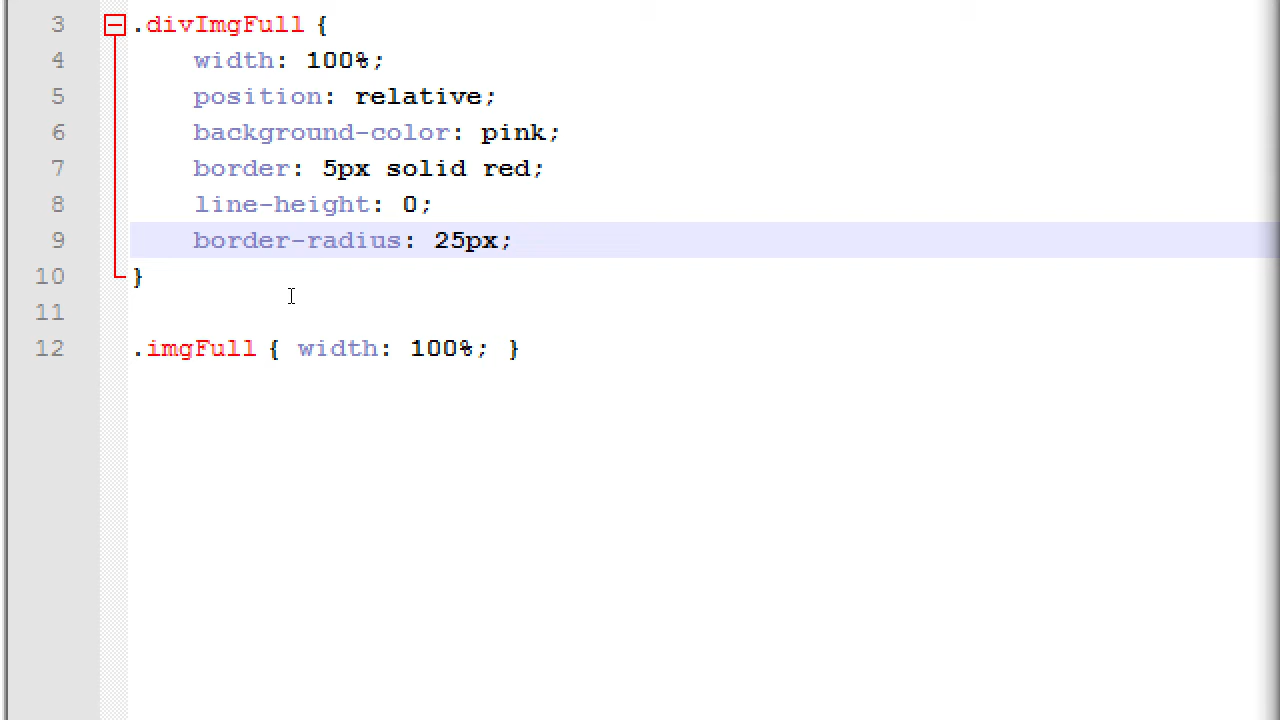 3 .divImgFull {
4 width: 100%;
5 position: relative;
6 background-color: pink;
7 border: 5px solid red;
8 line-height: 0;
9 border-radius: 25px;
10 }
11
12 .imgFull { width: 100%; }